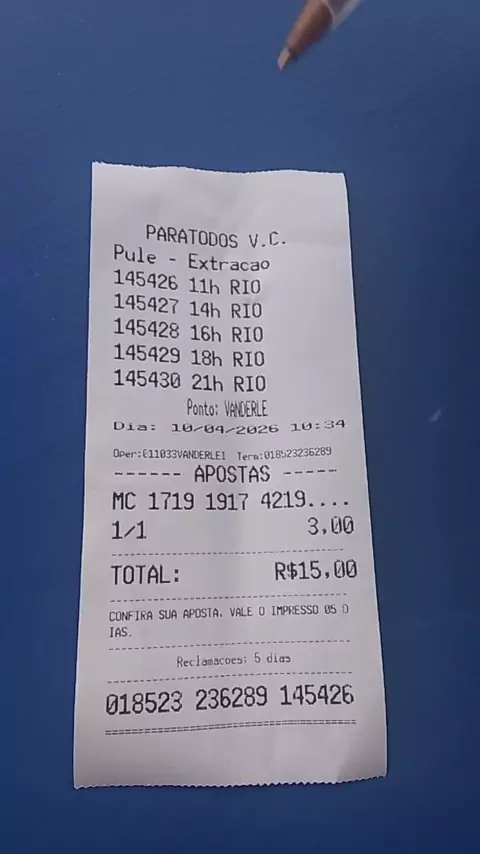 PARATODOS V.C.
Pule - Extracao
145426 11h RIO
145427 14h RIO
145428 16h RIO
145429 18h RIO
145430 21h RIO
Ponto: VANDERLE
Dia: 10/04/2026 10:34
Oper:E11033VANDERLE1 Term:018523236289
------ APOSTAS -----
MC 1719 1917 4219....
1/1 3,00
TOTAL: R$15,00
CONFIRA SUA APOSTA. VALE O IMPRESSO 05 D
IAS.
Reclamacoes: 5 dias
018523 236289 145426